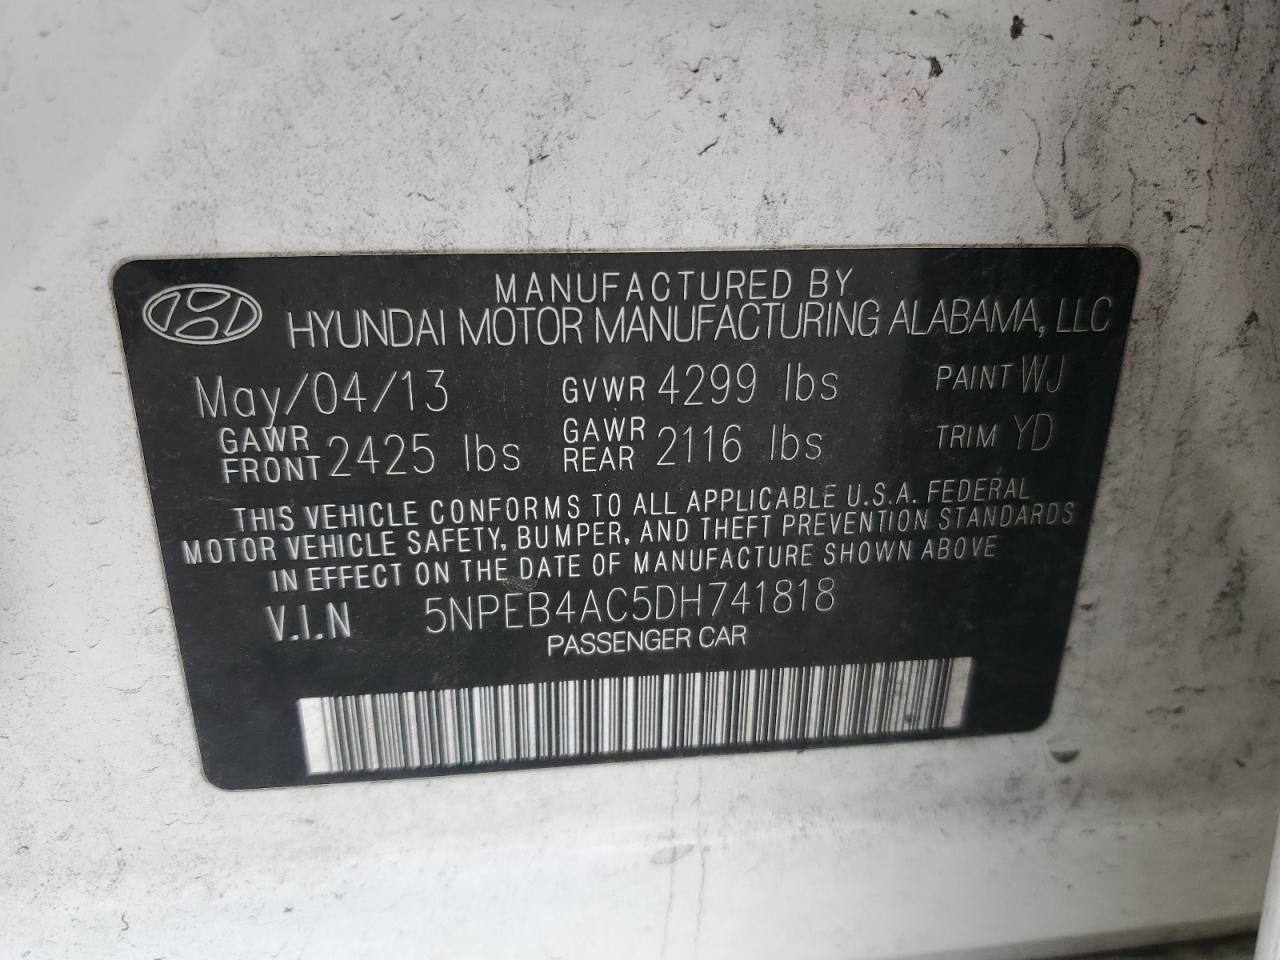 MANUFACTURED BY
HYUNDAI MOTOR MANUFACTURING ALABAMA, LLC
May/04/13 GVWR 4299 lbs PAINT WJ
GAWR FRONT 2425 lbs GAWR REAR 2116 lbs TRIM YD
THIS VEHICLE CONFORMS TO ALL APPLICABLE U.S.A. FEDERAL
MOTOR VEHICLE SAFETY, BUMPER, AND THEFT PREVENTION STANDARDS
IN EFFECT ON THE DATE OF MANUFACTURE SHOWN ABOVE
V.I.N 5NPEB4AC5DH741818
PASSENGER CAR